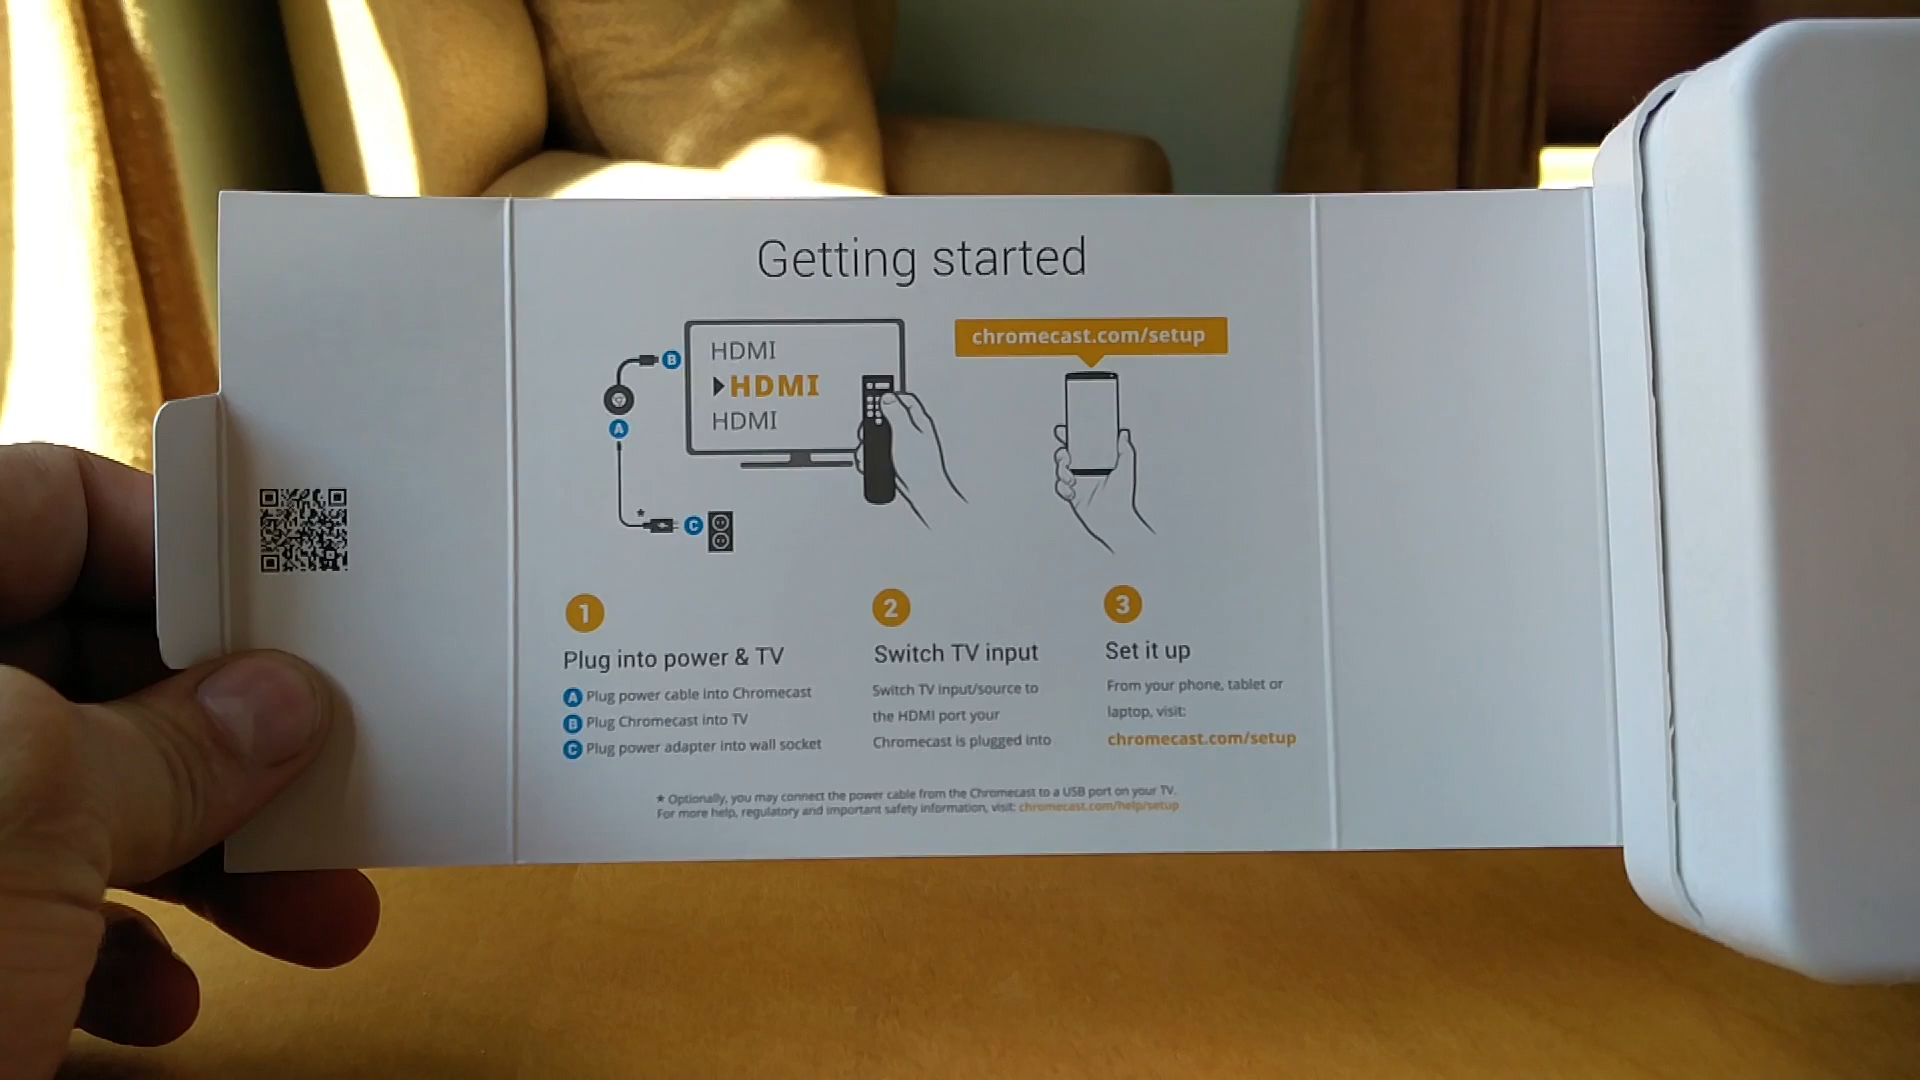 Getting started
HDMI
HDMI
HDMI
B
A
*
C
chromecast.com/setup
1
Plug into power & TV
A Plug power cable into Chromecast
B Plug Chromecast into TV
C Plug power adapter into wall socket
2
Switch TV input
Switch TV input/source to
the HDMI port your
Chromecast is plugged into
3
Set it up
From your phone, tablet or
laptop, visit:
chromecast.com/setup
* Optionally, you may connect the power cable from the Chromecast to a USB port on your TV.
For more help, regulatory and important safety information, visit: chromecast.com/help/setup